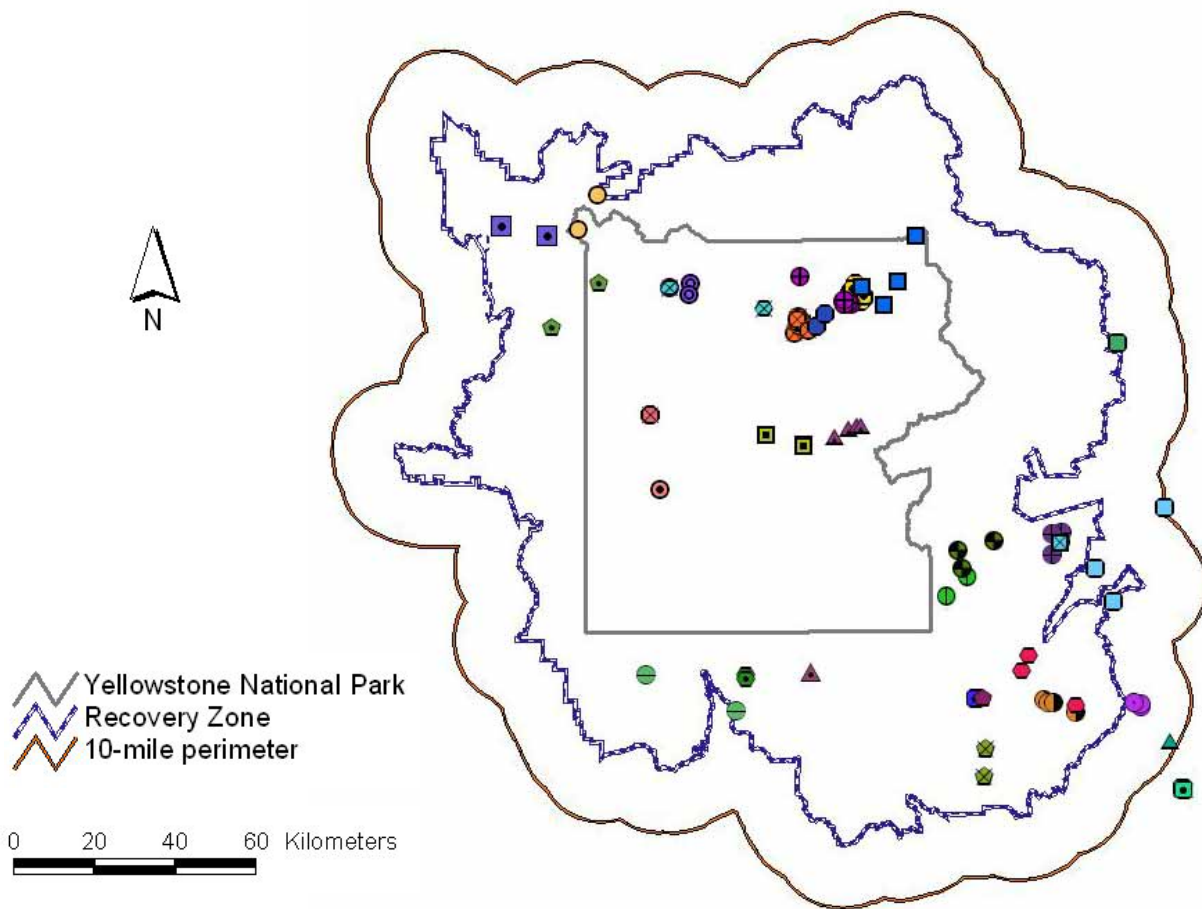 N
Yellowstone National Park
Recovery Zone
10-mile perimeter
0 20 40 60 Kilometers